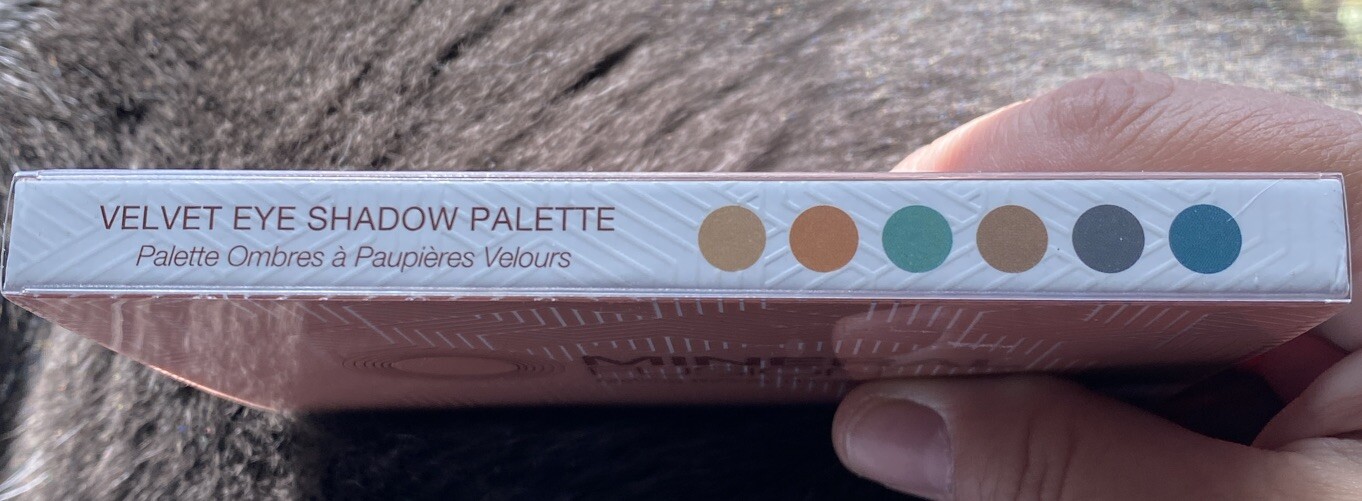 VELVET EYE SHADOW PALETTE
Palette Ombres à Paupières Velours